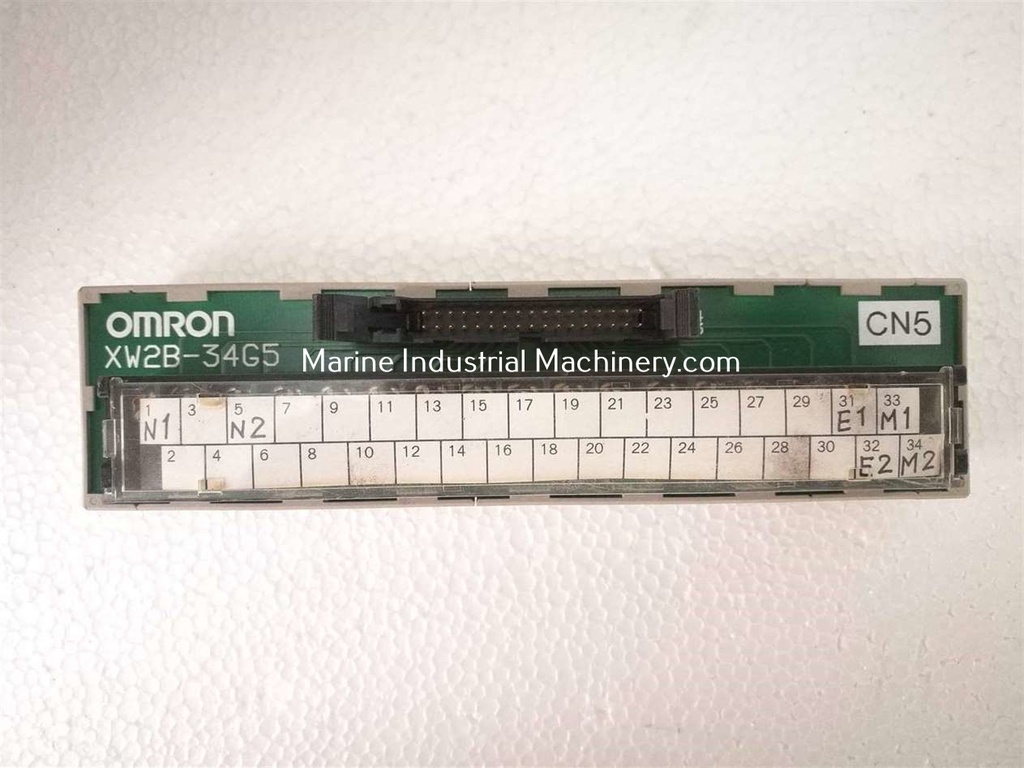 OMRON
XW2B-34G5
CN5
34
Marine Industrial Machinery.com
1 3 5 7 9 11 13 15 17 19 21 23 25 27 29 31 33
N1 N2 E1 M1
2 4 6 8 10 12 14 16 18 20 22 24 26 28 30 32 34
E2 M2